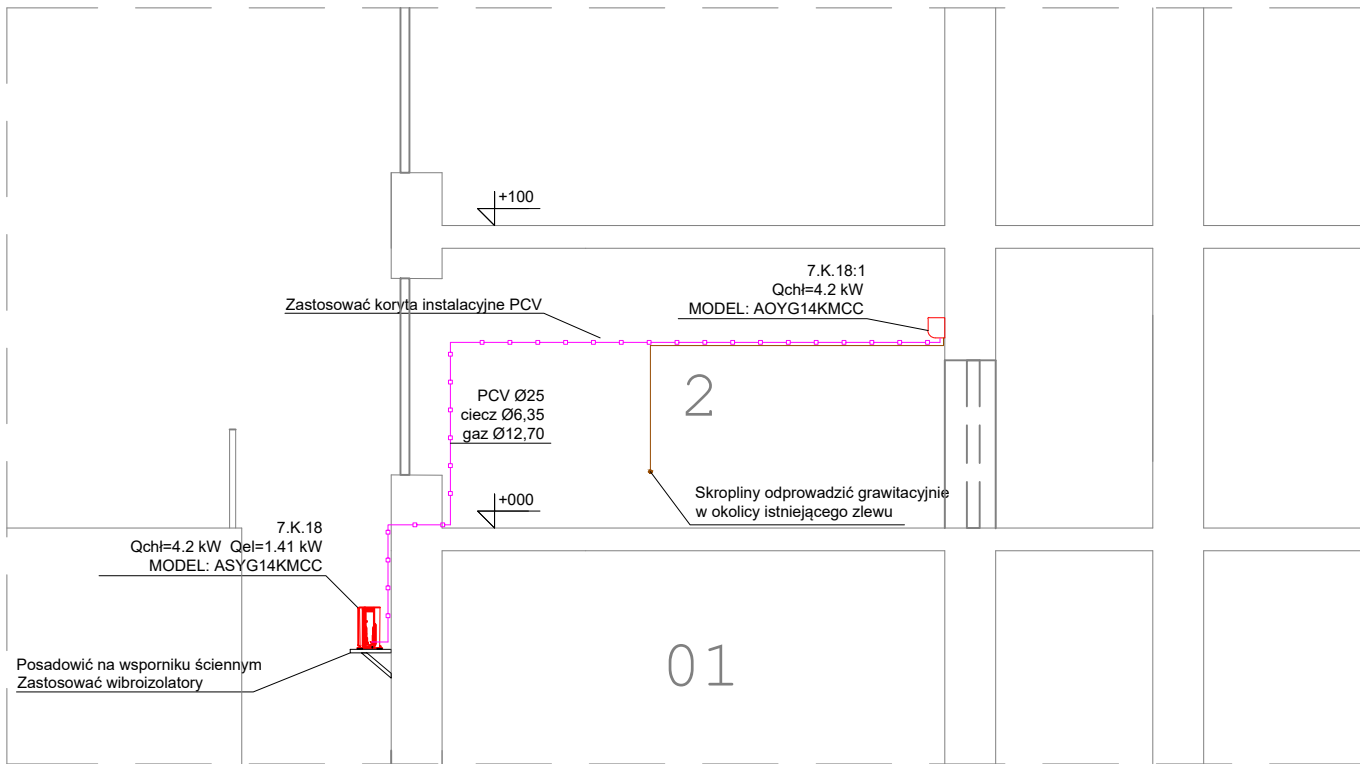 +100
7.K.18:1
Qchł=4.2 kW
MODEL: AOYG14KMCC
Zastosować koryta instalacyjne PCV
2
PCV Ø25
ciecz Ø6,35
gaz Ø12,70
Skropliny odprowadzić grawitacyjnie
w okolicy istniejącego zlewu
+000
7.K.18
Qchł=4.2 kW Qel=1.41 kW
MODEL: ASYG14KMCC
01
Posadowić na wsporniku ściennym
Zastosować wibroizolatory